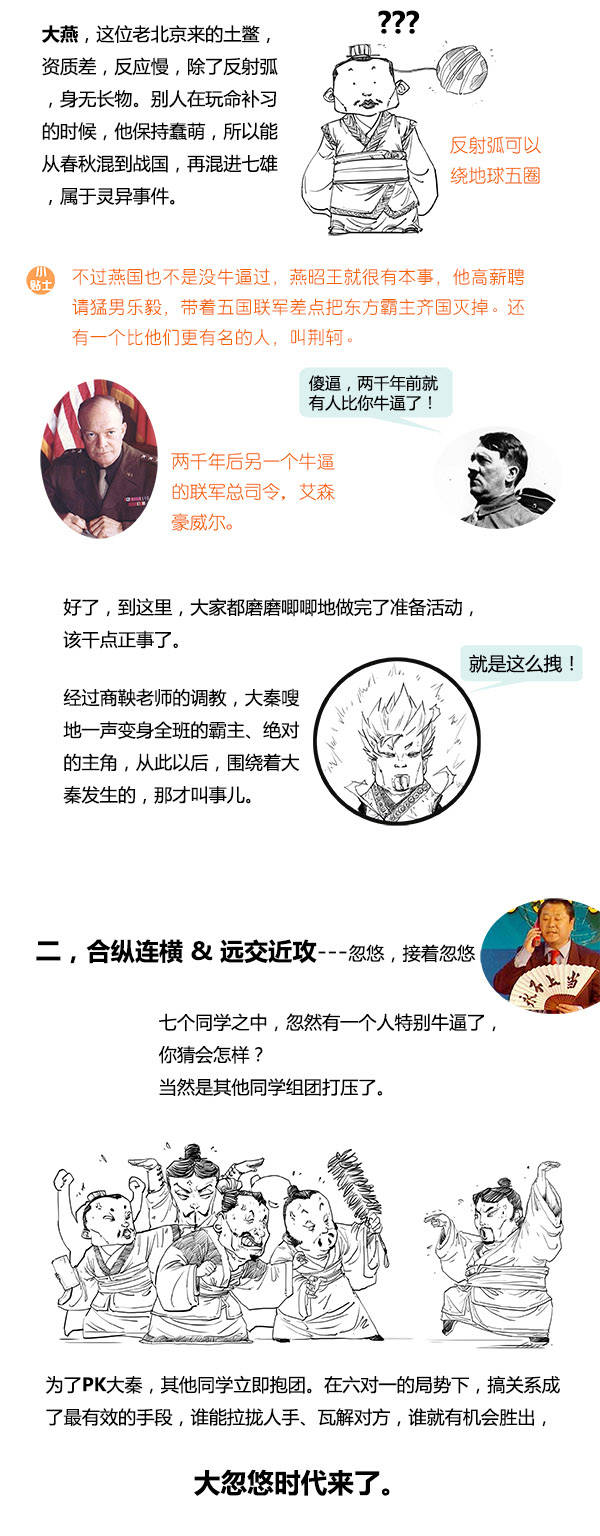 ???
大燕，这位老北京来的土鳖，
资质差，反应慢，除了反射弧
，身无长物。别人在玩命补习
的时候，他保持蠢萌，所以能
从春秋混到战国，再混进七雄
，属于灵异事件。
反射弧可以
绕地球五圈
小
贴士
不过燕国也不是没牛逼过，燕昭王就很有本事，他高薪聘
请猛男乐毅，带着五国联军差点把东方霸主齐国灭掉。还
有一个比他们更有名的人，叫荆轲。
傻逼，两千年前就
有人比你牛逼了！
两千年后另一个牛逼
的联军总司令，艾森
豪威尔。
好了，到这里，大家都磨磨唧唧地做完了准备活动，
该干点正事了。
就是这么拽！
经过商鞅老师的调教，大秦嗖
地一声变身全班的霸主、绝对
的主角，从此以后，围绕着大
秦发生的，那才叫事儿。
二，合纵连横 & 远交近攻---忽悠，接着忽悠
永不上当
七个同学之中，忽然有一个人特别牛逼了，
你猜会怎样？
当然是其他同学组团打压了。
为了PK大秦，其他同学立即抱团。在六对一的局势下，搞关系成
了最有效的手段，谁能拉拢人手、瓦解对方，谁就有机会胜出，
大忽悠时代来了。